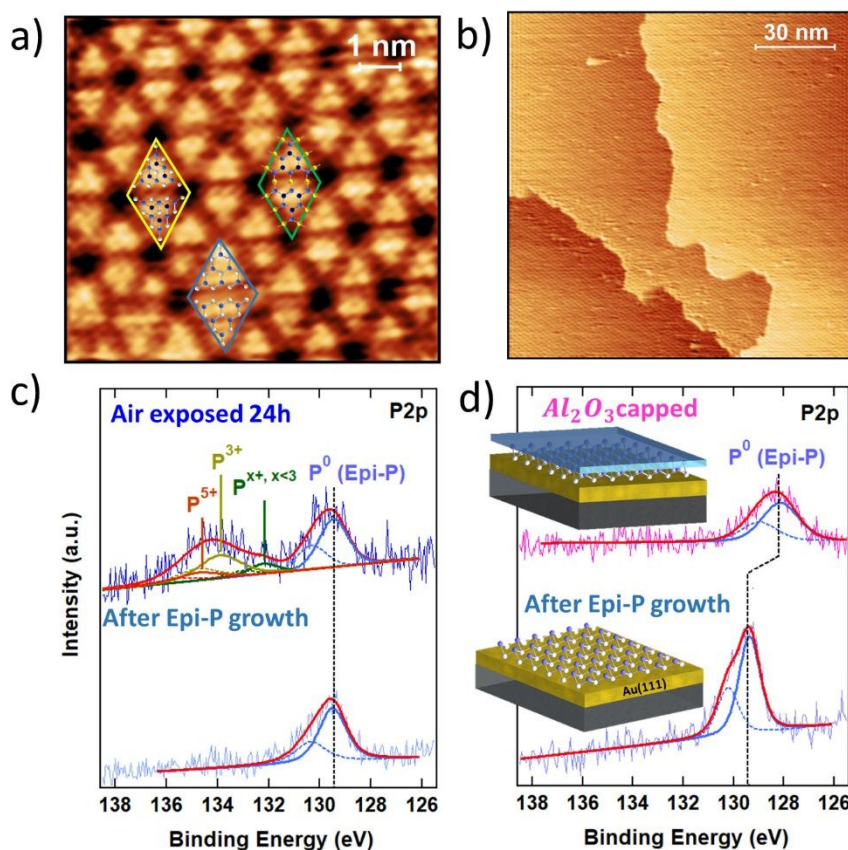 a)
1 nm
b)
30 nm
c)
Air exposed 24h
P2p
P³⁺
P⁵⁺
Pˣ⁺, ˣ<³
P⁰ (Epi-P)
After Epi-P growth
Intensity (a.u.)
138 136 134 132 130 128 126
Binding Energy (eV)
d)
Al₂O₃ capped
P2p
P⁰ (Epi-P)
After Epi-P growth
Au(111)
138 136 134 132 130 128 126
Binding Energy (eV)